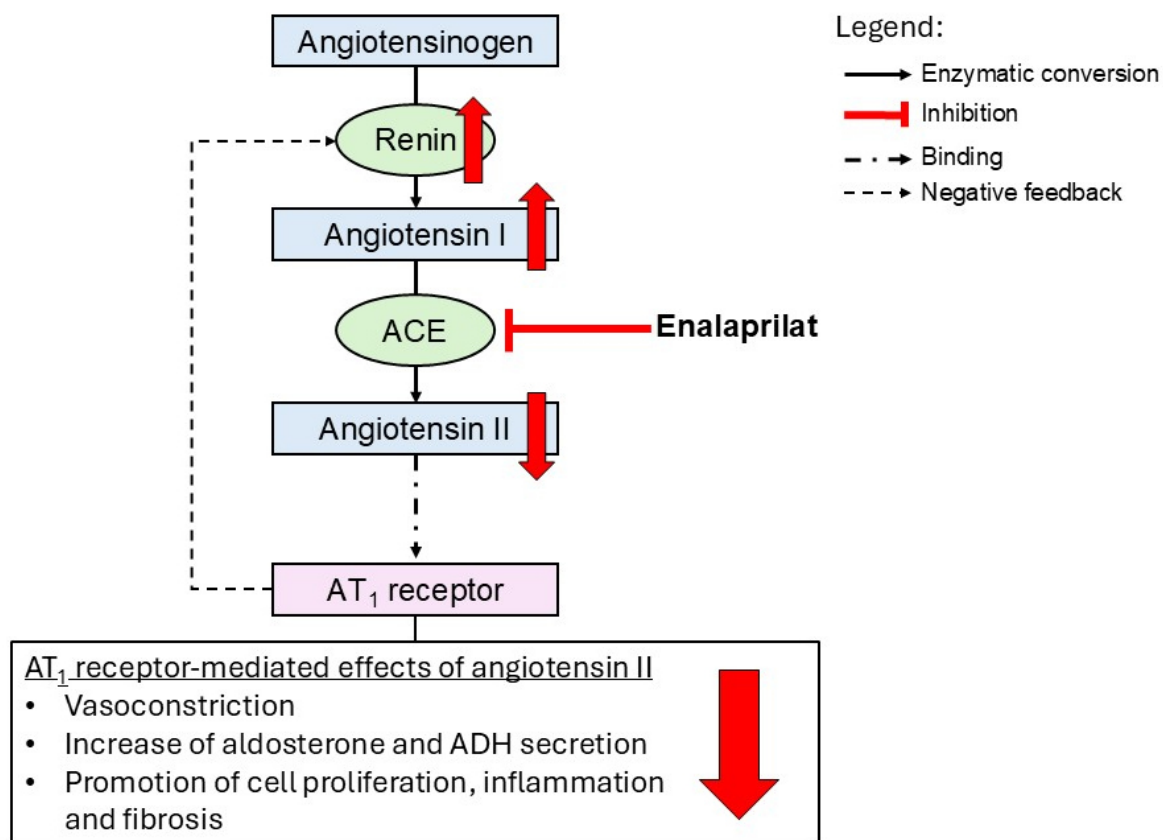 Angiotensinogen
Renin
Angiotensin I
ACE
Enalaprilat
Angiotensin II
AT₁ receptor
AT₁ receptor-mediated effects of angiotensin II
• Vasoconstriction
• Increase of aldosterone and ADH secretion
• Promotion of cell proliferation, inflammation
and fibrosis
Legend:
Enzymatic conversion
Inhibition
Binding
Negative feedback